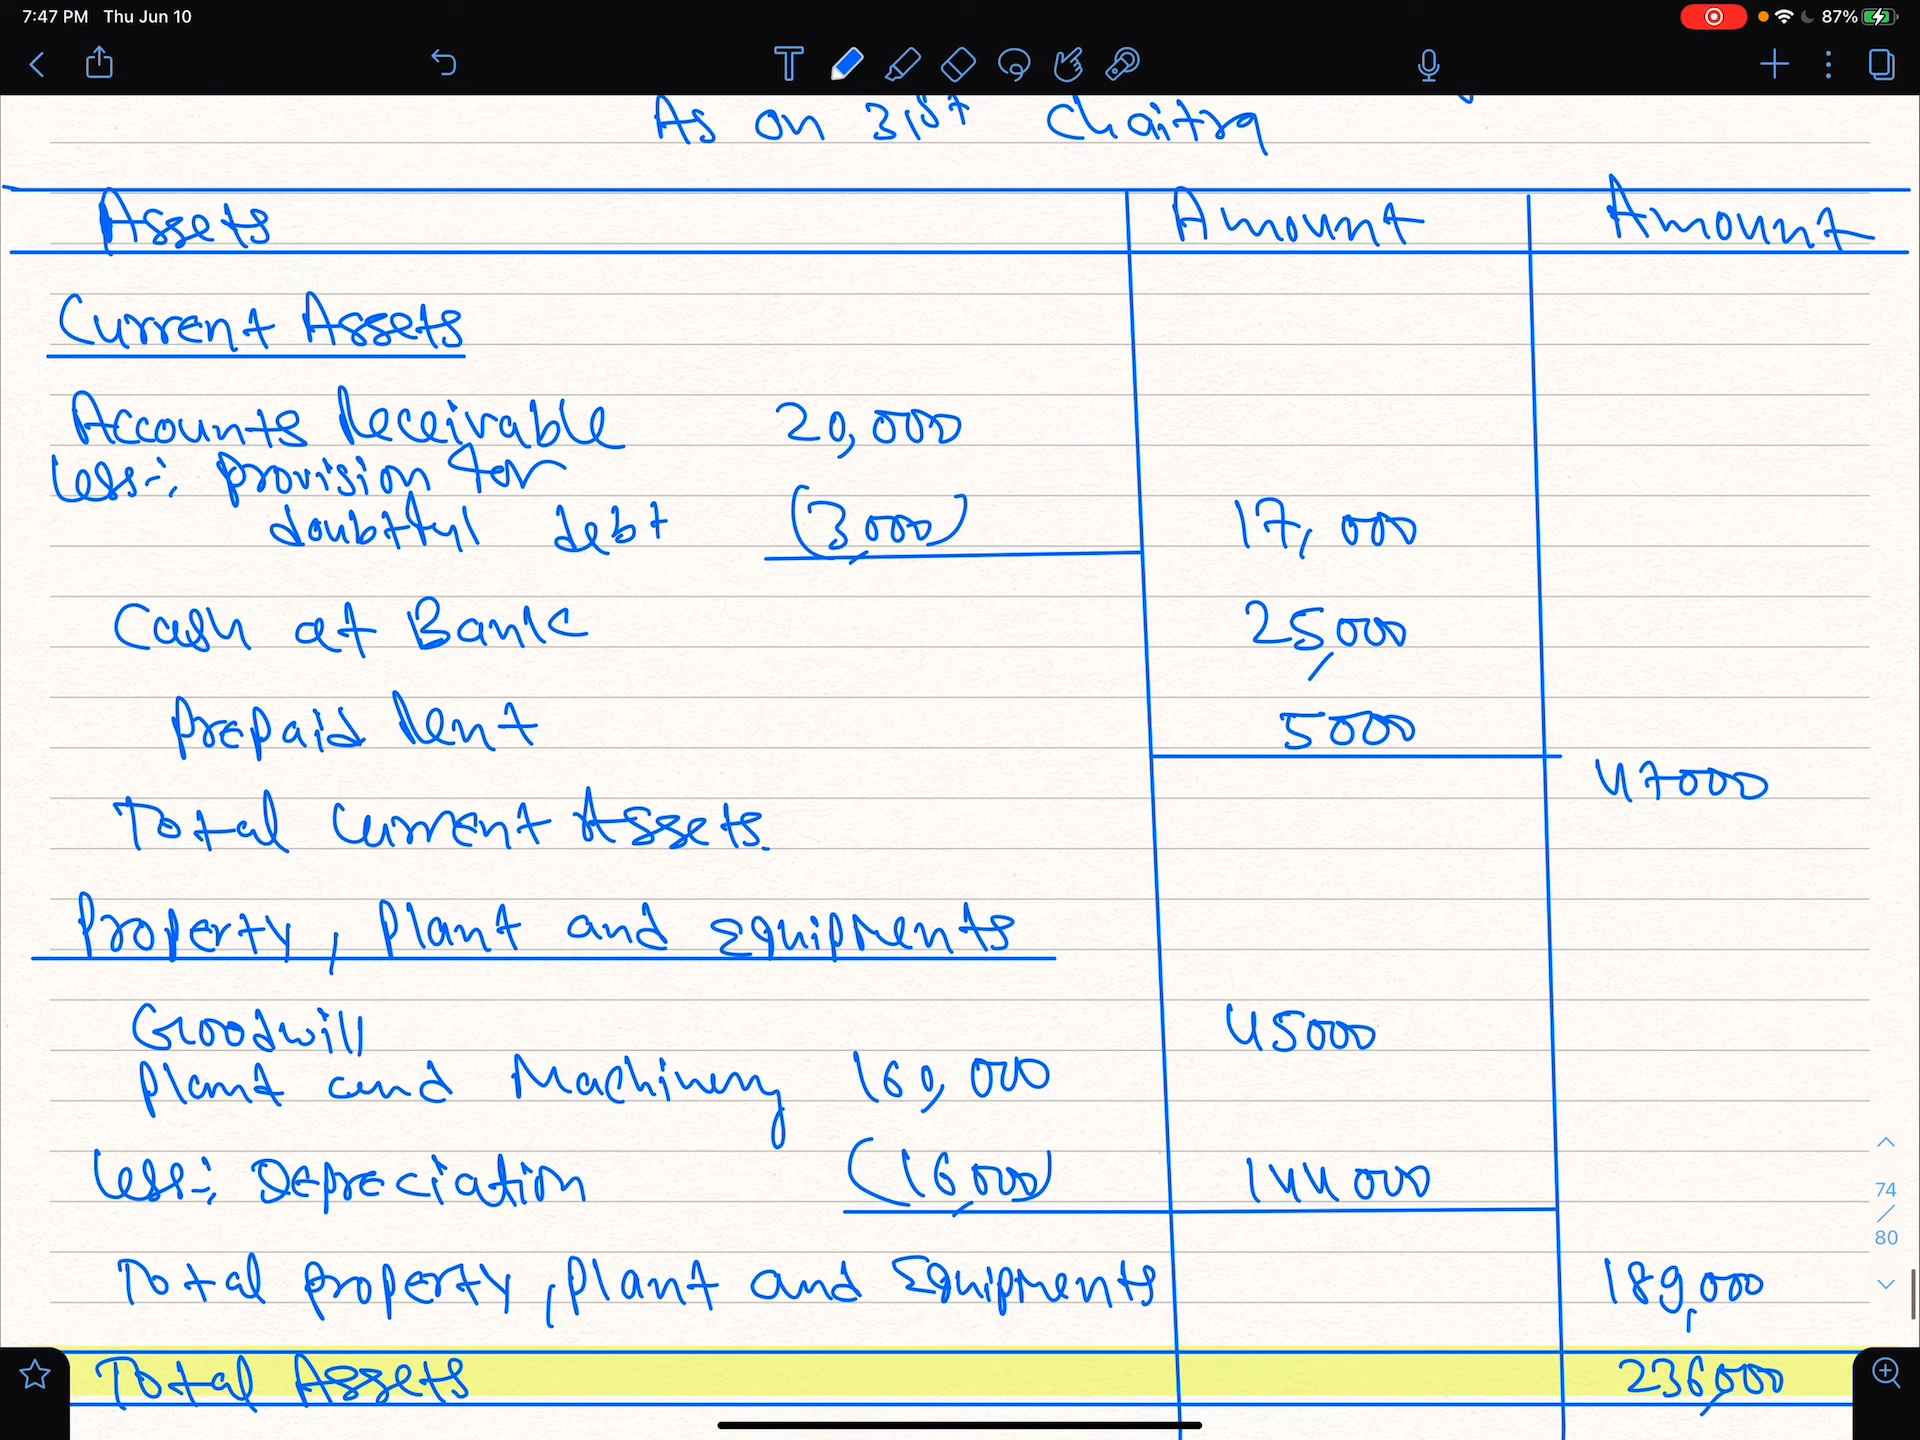 7:47 PM Thu Jun 10
87%
As on 31st Chaitra
Assets Amount Amount
Current Assets
Accounts Receivable 20,000
Less:- provision for
doubtful debt (3,000) 17,000
Cash at Bank 25,000
Prepaid Rent 5000
47000
Total Current Assets.
Property, Plant and Equipments
Goodwill 45000
Plant and Machinery 160,000
Less:- Depreciation (16,000) 144000
74
/
80
Total property, plant and Equipments 189,000
Total Assets 236,000